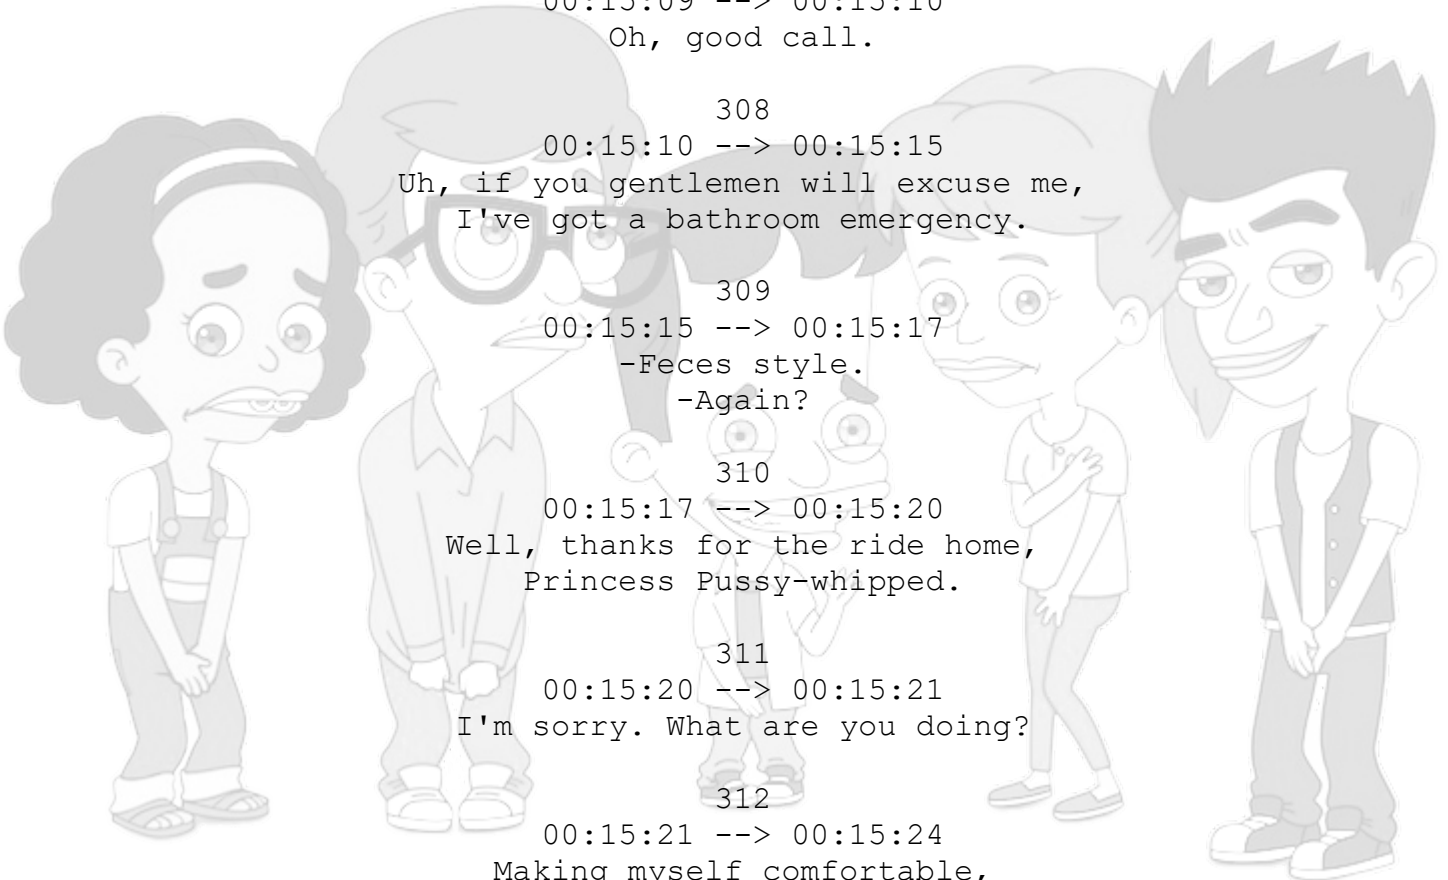 00:15:09 --> 00:15:10
Oh, good call.
308
00:15:10 --> 00:15:15
Uh, if you gentlemen will excuse me,
I've got a bathroom emergency.
309
00:15:15 --> 00:15:17
-Feces style.
-Again?
310
00:15:17 --> 00:15:20
Well, thanks for the ride home,
Princess Pussy-whipped.
311
00:15:20 --> 00:15:21
I'm sorry. What are you doing?
312
00:15:21 --> 00:15:24
Making myself comfortable,